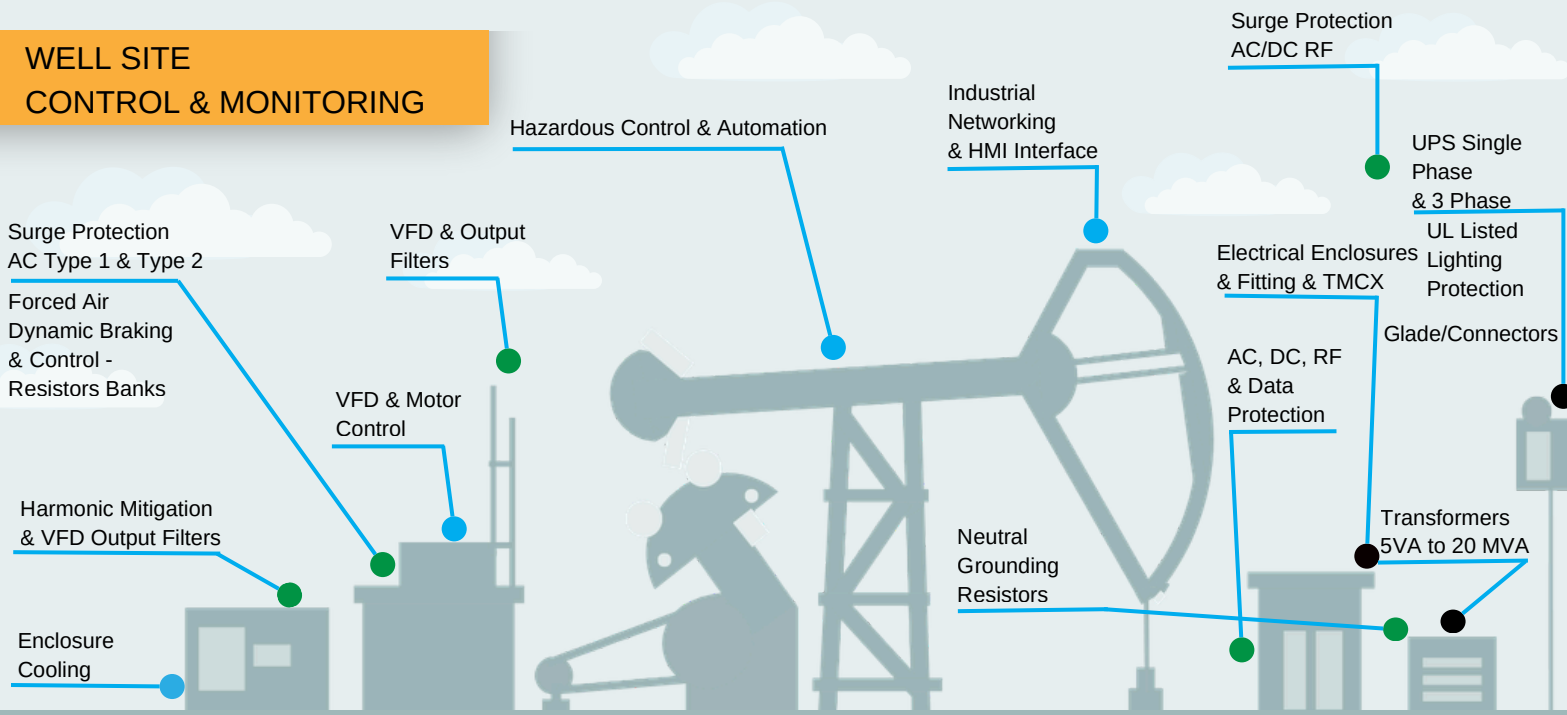 WELL SITE
CONTROL & MONITORING
Surge Protection
AC/DC RF
Industrial
Networking
& HMI Interface
Hazardous Control & Automation
UPS Single
Phase
& 3 Phase
UL Listed
Lighting
Protection
Surge Protection
AC Type 1 & Type 2
Forced Air
Dynamic Braking
& Control -
Resistors Banks
VFD & Output
Filters
Electrical Enclosures
& Fitting & TMCX
Glade/Connectors
AC, DC, RF
& Data
Protection
VFD & Motor
Control
Harmonic Mitigation
& VFD Output Filters
Neutral
Grounding
Resistors
Transformers
5VA to 20 MVA
Enclosure
Cooling